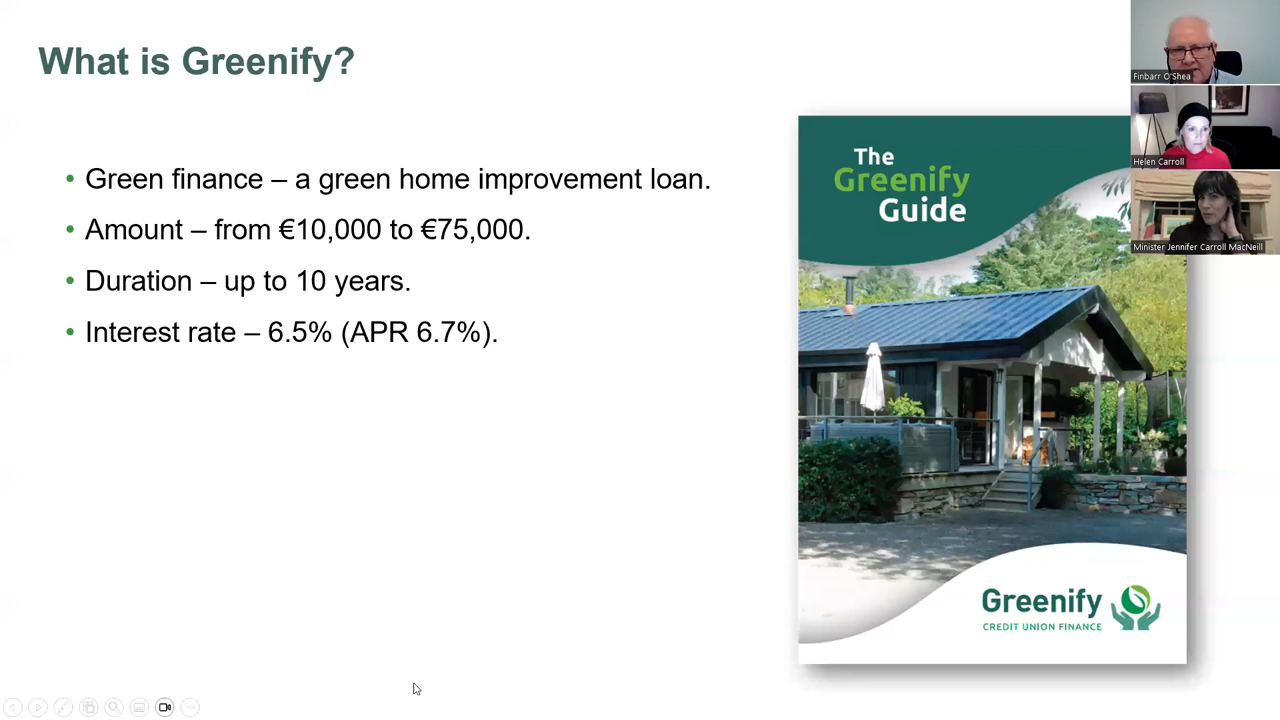 What is Greenify?
• Green finance – a green home improvement loan.
• Amount – from €10,000 to €75,000.
• Duration – up to 10 years.
• Interest rate – 6.5% (APR 6.7%).
The
Greenify
Guide
Greenify
CREDIT UNION FINANCE
Finbarr O'Shea
Helen Carroll
Minister Jennifer Carroll MacNeill